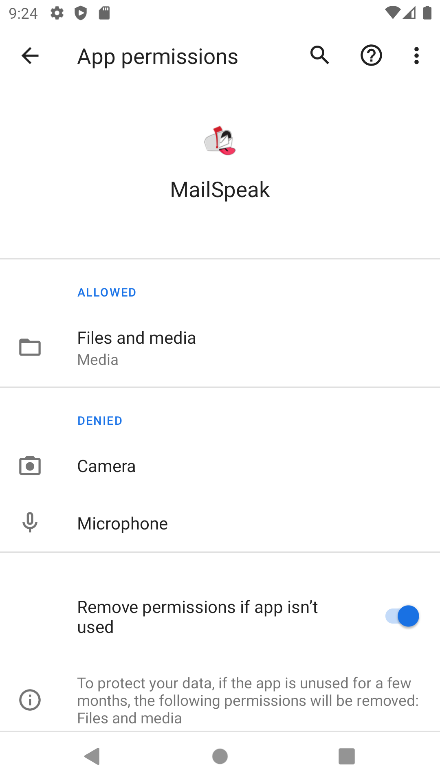 9:24
App permissions
MailSpeak
ALLOWED
Files and media
Media
DENIED
Camera
Microphone
Remove permissions if app isn’t
used
To protect your data, if the app is unused for a few
months, the following permissions will be removed:
Files and media